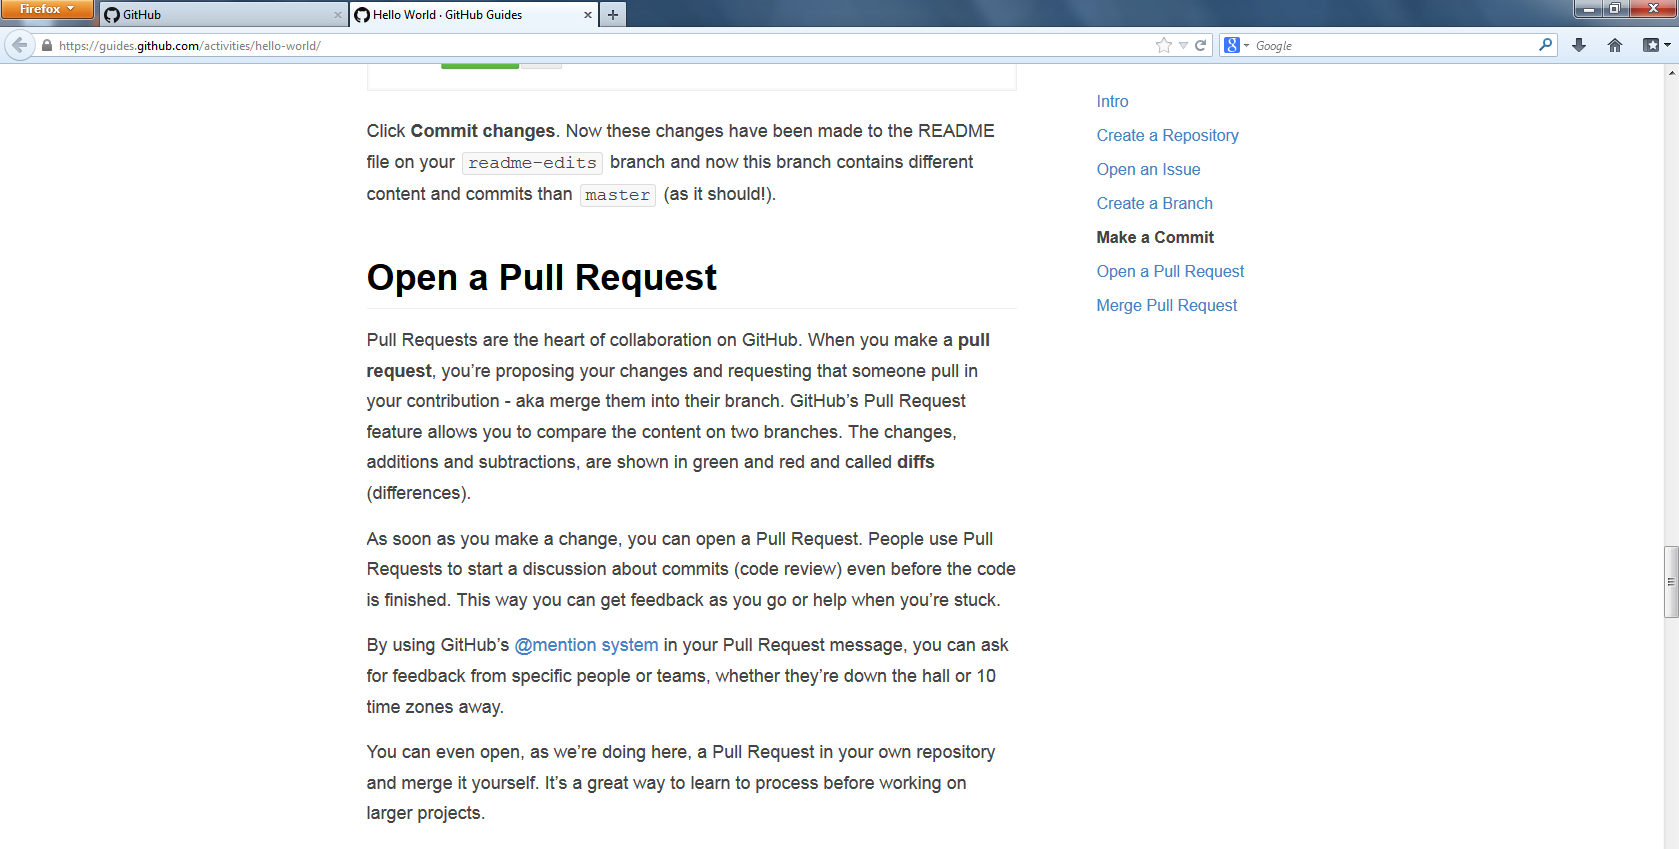 Firefox
GitHub
Hello World · GitHub Guides
https://guides.github.com/activities/hello-world/
Google
Click Commit changes. Now these changes have been made to the README
file on your readme-edits branch and now this branch contains different
content and commits than master (as it should!).
Open a Pull Request
Pull Requests are the heart of collaboration on GitHub. When you make a pull
request, you’re proposing your changes and requesting that someone pull in
your contribution - aka merge them into their branch. GitHub’s Pull Request
feature allows you to compare the content on two branches. The changes,
additions and subtractions, are shown in green and red and called diffs
(differences).
As soon as you make a change, you can open a Pull Request. People use Pull
Requests to start a discussion about commits (code review) even before the code
is finished. This way you can get feedback as you go or help when you’re stuck.
By using GitHub’s @mention system in your Pull Request message, you can ask
for feedback from specific people or teams, whether they’re down the hall or 10
time zones away.
You can even open, as we’re doing here, a Pull Request in your own repository
and merge it yourself. It’s a great way to learn to process before working on
larger projects.
Intro
Create a Repository
Open an Issue
Create a Branch
Make a Commit
Open a Pull Request
Merge Pull Request